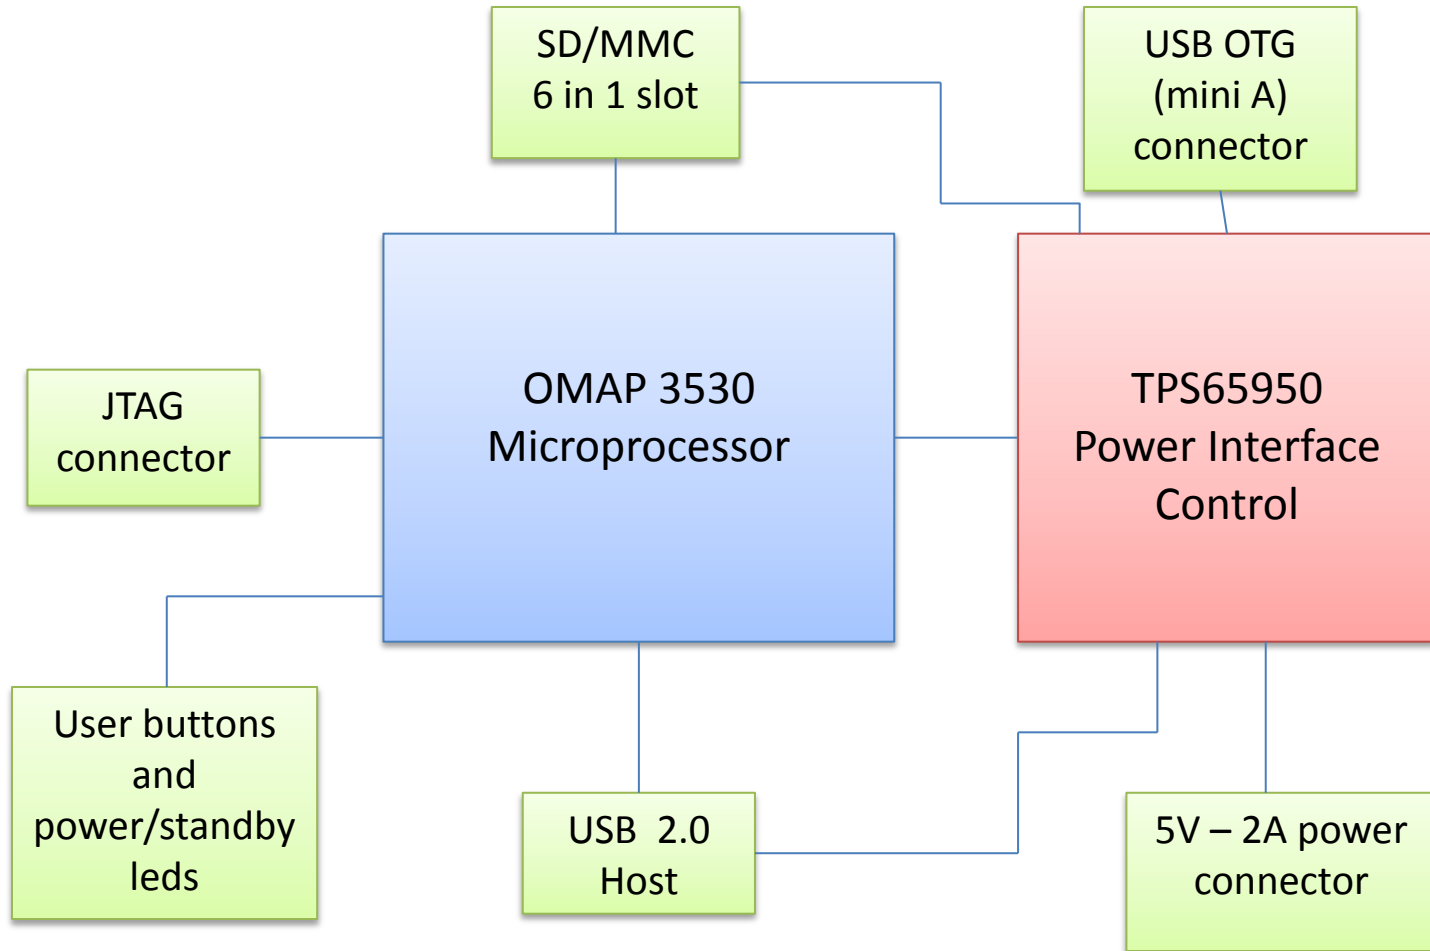 SD/MMC
6 in 1 slot
USB OTG
(mini A)
connector
JTAG
connector
OMAP 3530
Microprocessor
TPS65950
Power Interface
Control
User buttons
and
power/standby
leds
USB  2.0
Host
5V – 2A power
connector